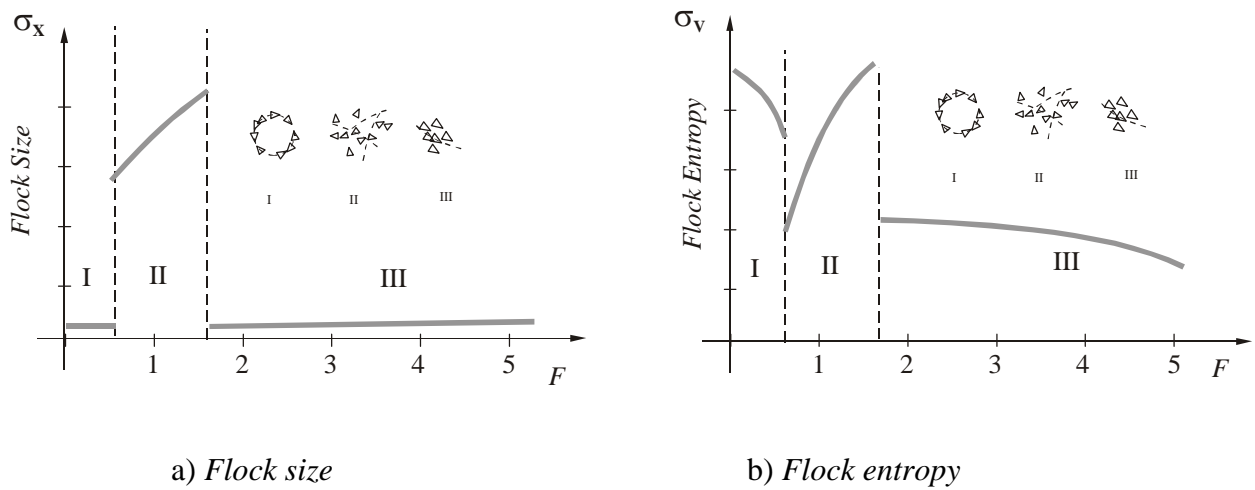 σx
Flock Size
I
II
III
I
II
III
1
2
3
4
5
F
a) Flock size
σv
Flock Entropy
I
II
III
I
II
III
1
2
3
4
5
F
b) Flock entropy